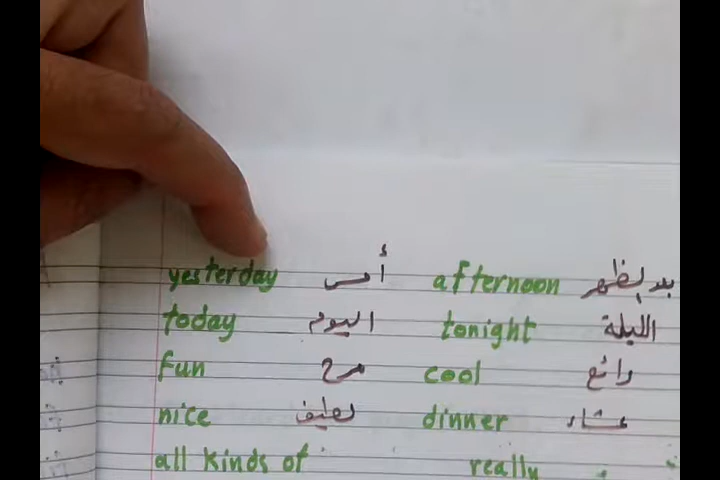 yesterday أمس afternoon بعد الظهر
today اليوم tonight الليلة
fun مرح cool رائع
nice لطيف dinner عشاء
all kinds of really